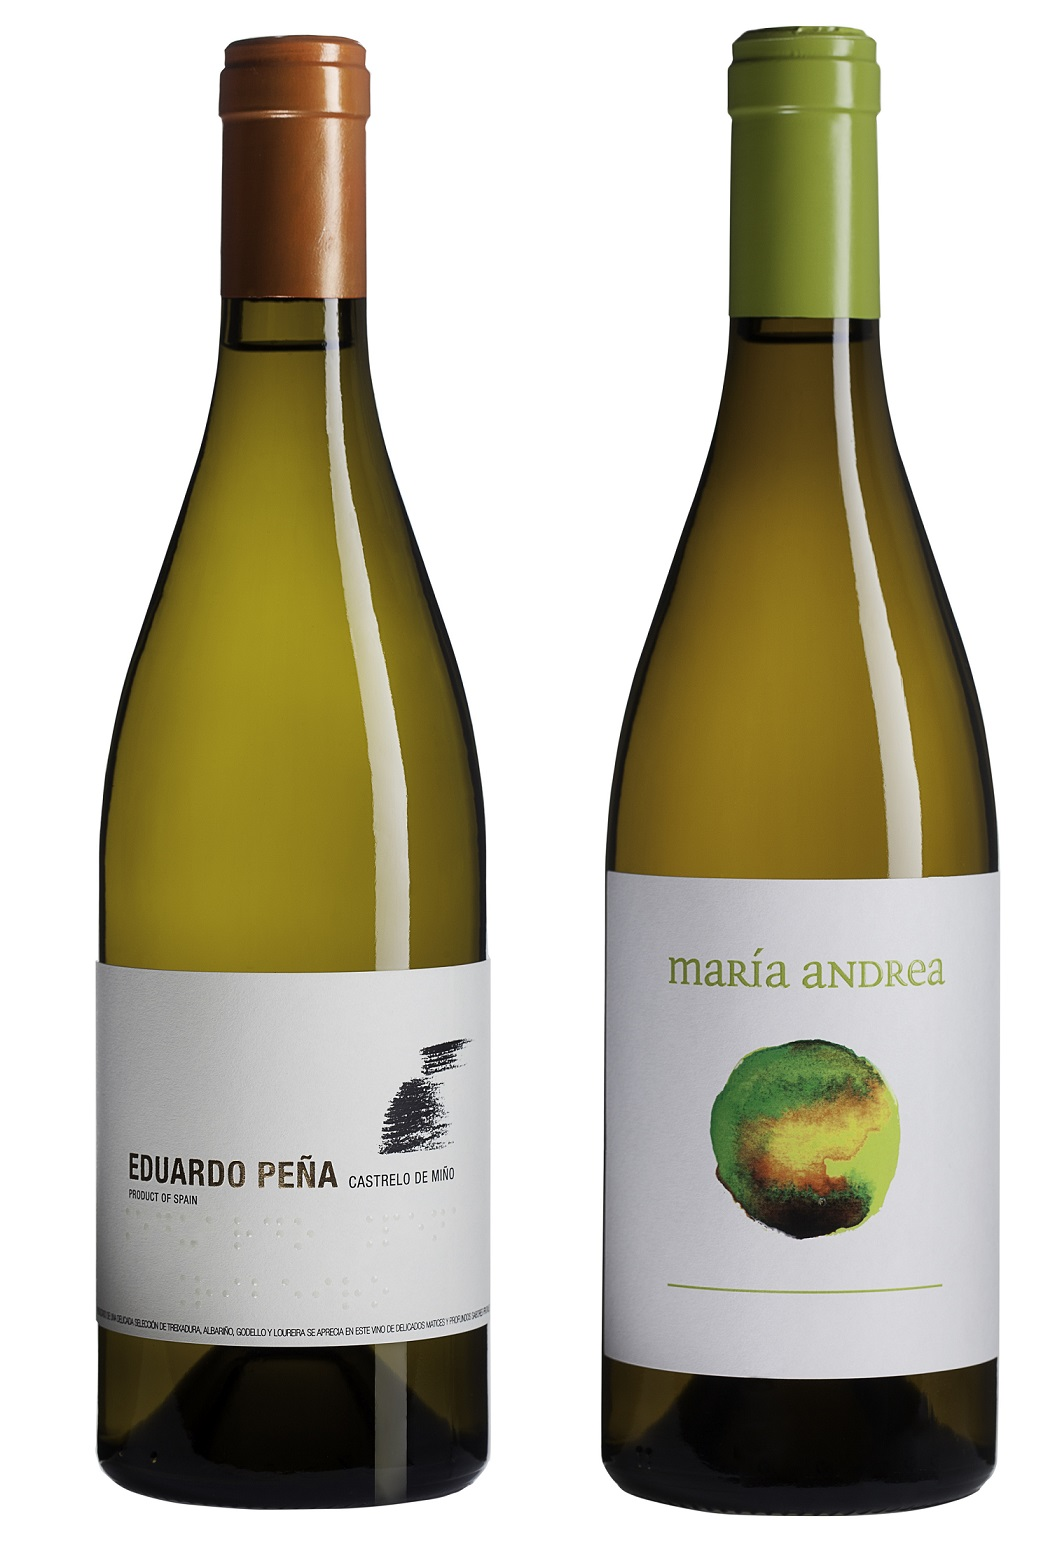 EDUARDO PEÑA CASTRELO DE MIÑO
PRODUCT OF SPAIN
DE UNA DELICADA SELECCIÓN DE TREIXADURA, ALBARIÑO, GODELLO Y LOUREIRA SE APRECIA EN ESTE VINO DE DELICADOS MATICES Y PROFUNDOS
maría andrea